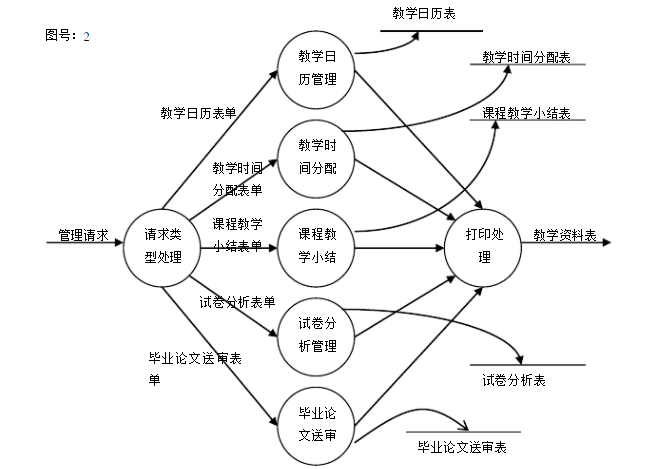 图号：2
教学日历表
教学日
历管理
教学时间分配表
教学日历表单
课程教学小结表
教学时
间分配
教学时间
分配表单
管理请求
请求类
型处理
课程教学
小结表单
课程教
学小结
打印处
理
教学资料表
试卷分析表单
试卷分
析管理
毕业论文送审表
单
试卷分析表
毕业论
文送审
毕业论文送审表